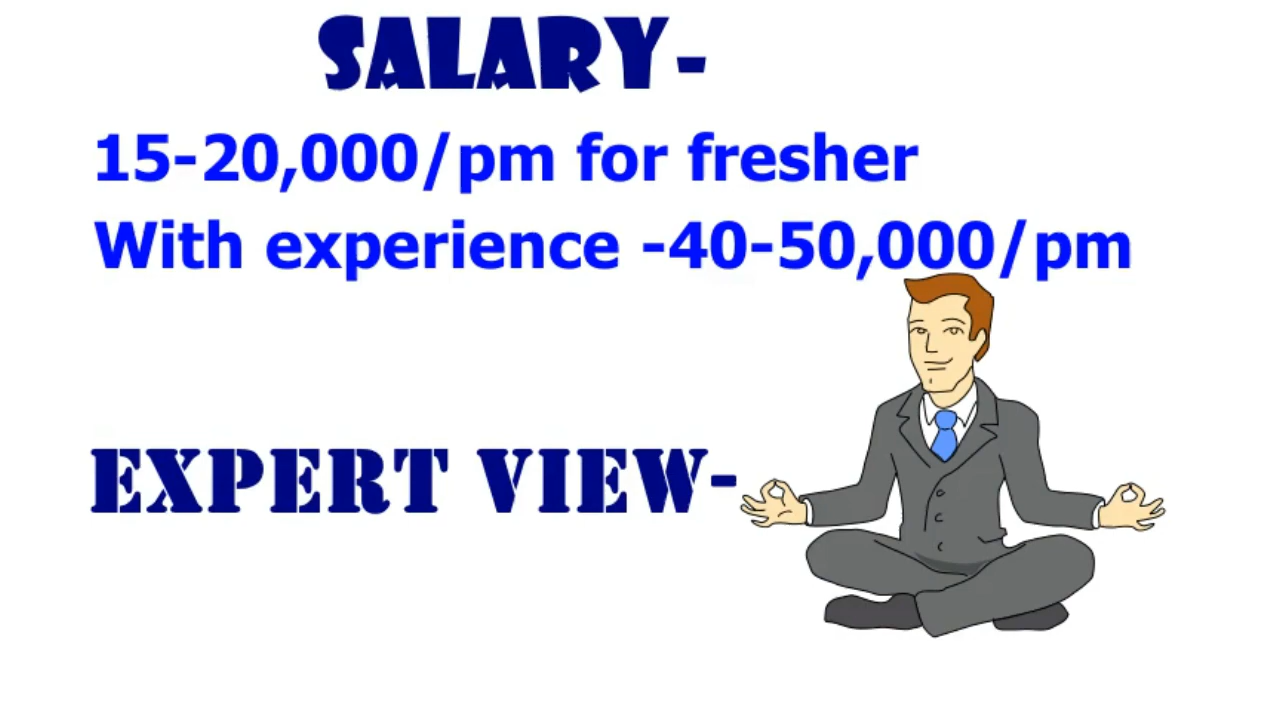 SALARY-
15-20,000/pm for fresher
With experience -40-50,000/pm
EXPERT VIEW-